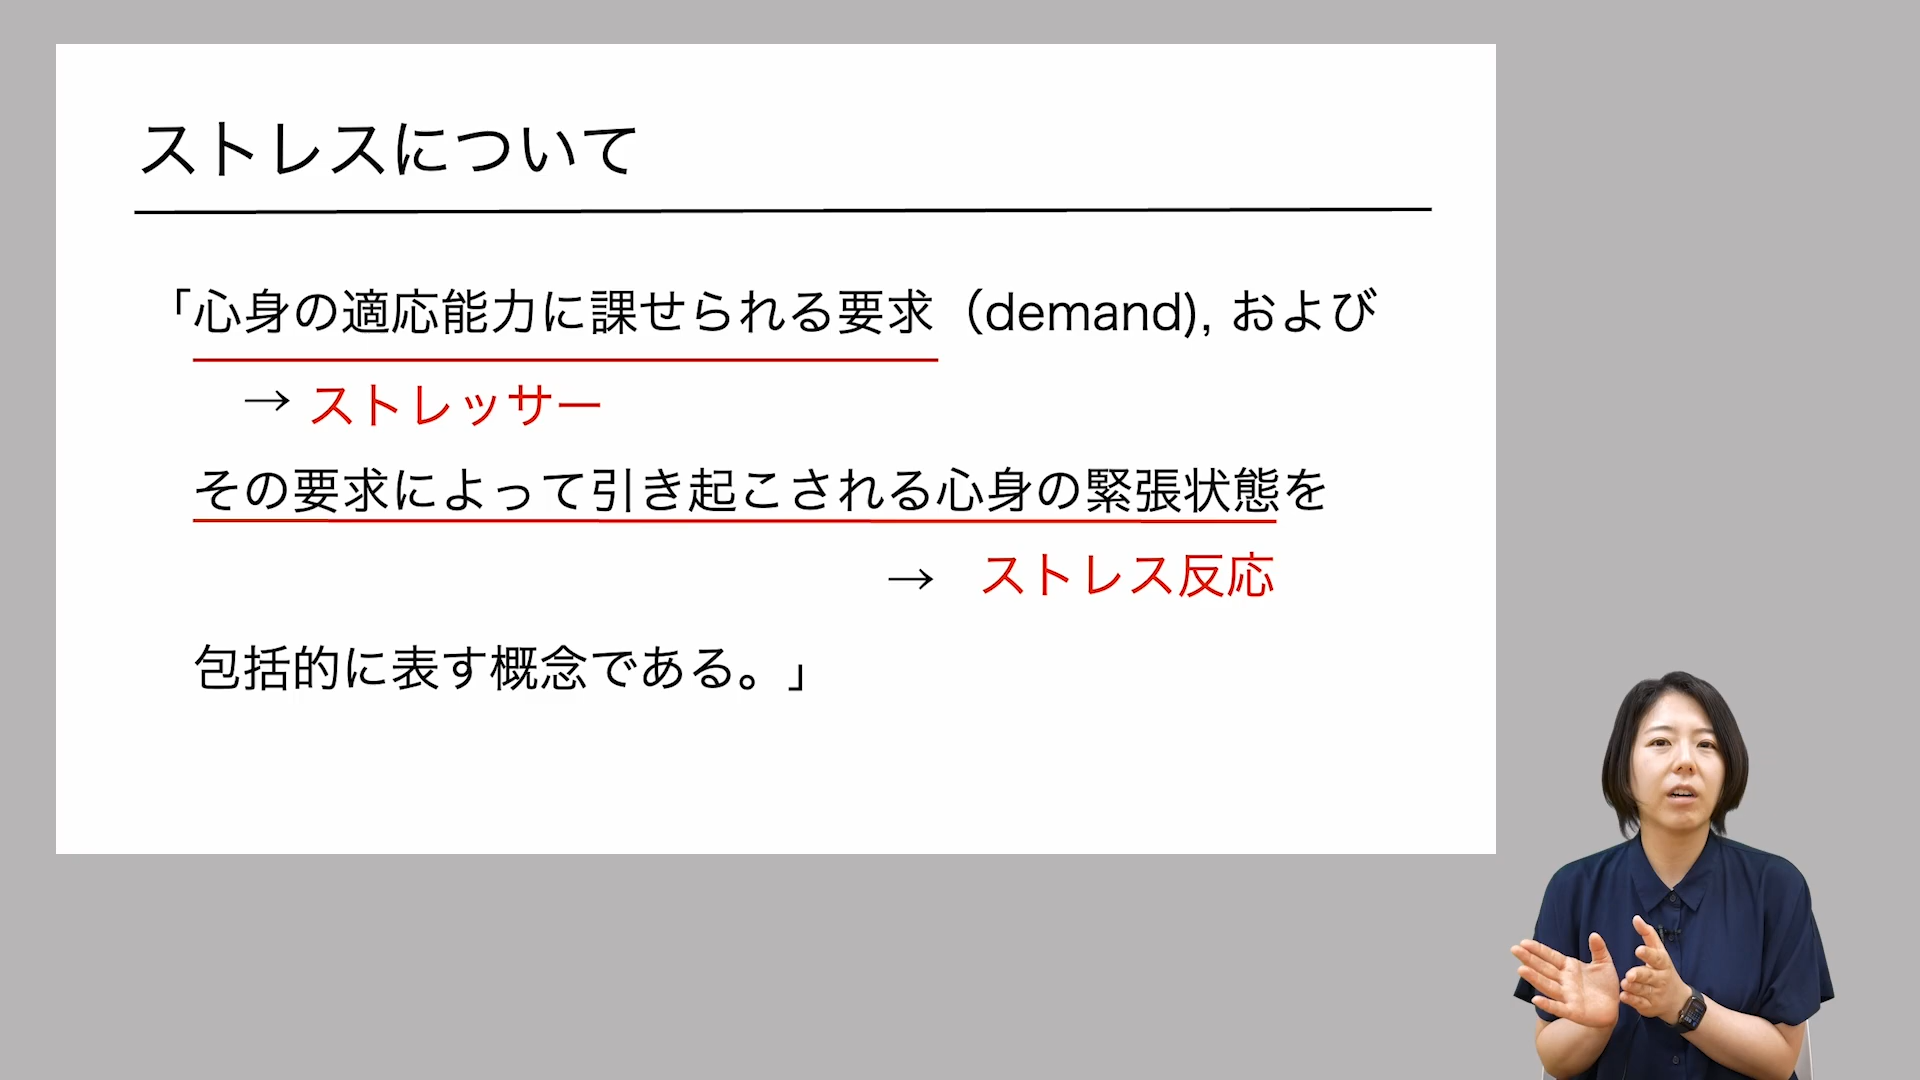 ストレスについて
「心身の適応能力に課せられる要求（demand), および
→ ストレッサー
その要求によって引き起こされる心身の緊張状態を
→ ストレス反応
包括的に表す概念である。」